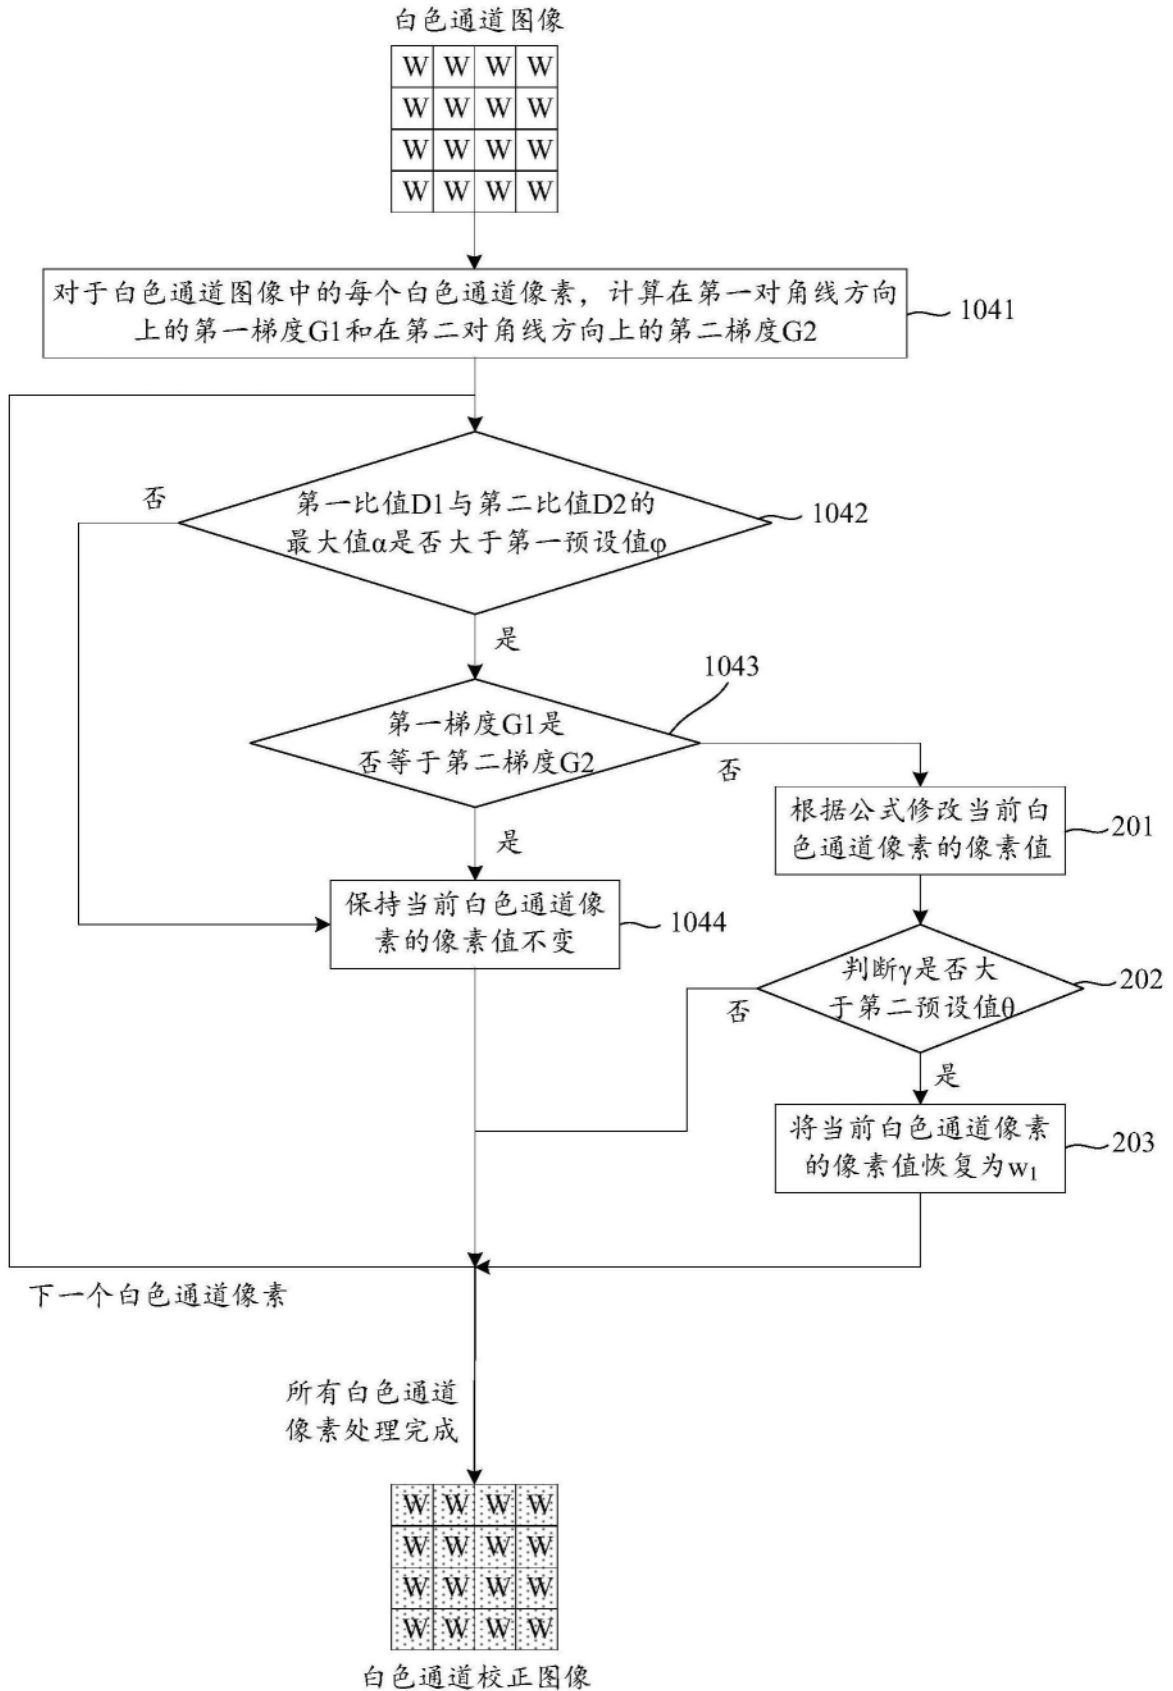 白色通道图像
W W W W
W W W W
W W W W
W W W W
对于白色通道图像中的每个白色通道像素，计算在第一对角线方向
上的第一梯度G1和在第二对角线方向上的第二梯度G2
1041
否
第一比值D1与第二比值D2的
最大值α是否大于第一预设值φ
1042
是
1043
第一梯度G1是
否等于第二梯度G2
否
根据公式修改当前白
色通道像素的像素值
201
是
保持当前白色通道像
素的像素值不变
1044
判断γ是否大
于第二预设值θ
202
否
是
将当前白色通道像素
的像素值恢复为w₁
203
下一个白色通道像素
所有白色通道
像素处理完成
W W W W
W W W W
W W W W
W W W W
白色通道校正图像